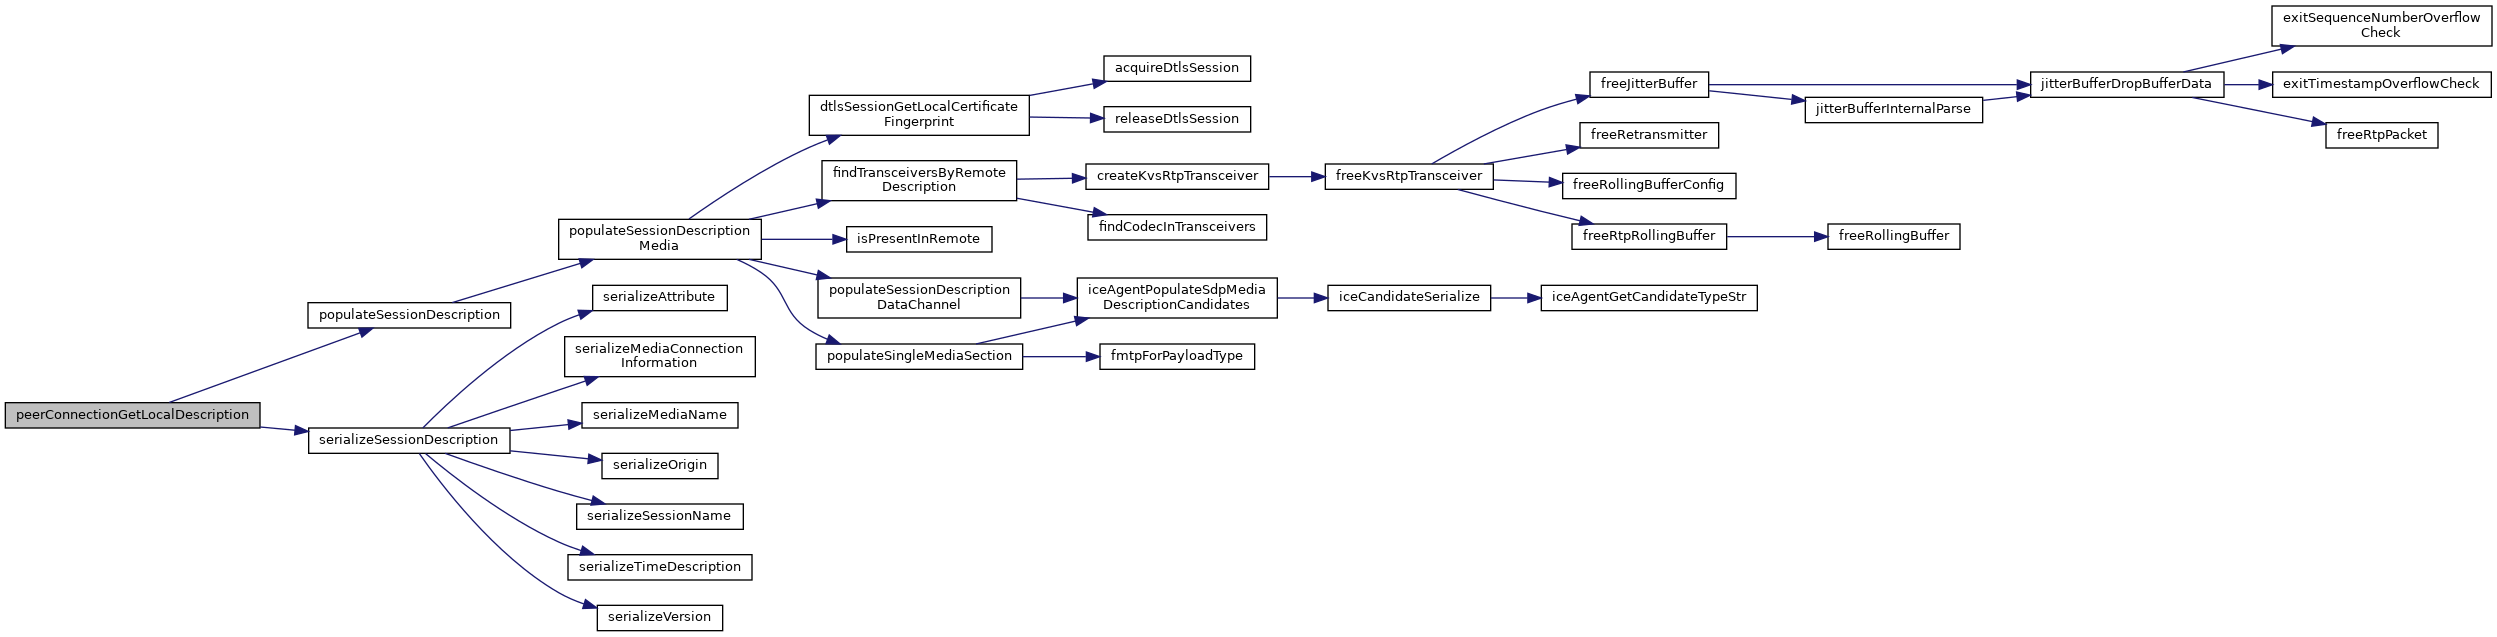 peerConnectionGetLocalDescription
populateSessionDescription
serializeSessionDescription
populateSessionDescription
Media
serializeAttribute
serializeMediaConnection
Information
serializeMediaName
serializeOrigin
serializeSessionName
serializeTimeDescription
serializeVersion
dtlsSessionGetLocalCertificate
Fingerprint
findTransceiversByRemote
Description
isPresentInRemote
populateSessionDescription
DataChannel
populateSingleMediaSection
acquireDtlsSession
releaseDtlsSession
createKvsRtpTransceiver
findCodecInTransceivers
iceAgentPopulateSdpMedia
DescriptionCandidates
fmtpForPayloadType
freeKvsRtpTransceiver
iceCandidateSerialize
freeJitterBuffer
freeRetransmitter
freeRollingBufferConfig
freeRtpRollingBuffer
iceAgentGetCandidateTypeStr
jitterBufferInternalParse
freeRollingBuffer
jitterBufferDropBufferData
exitSequenceNumberOverflow
Check
exitTimestampOverflowCheck
freeRtpPacket